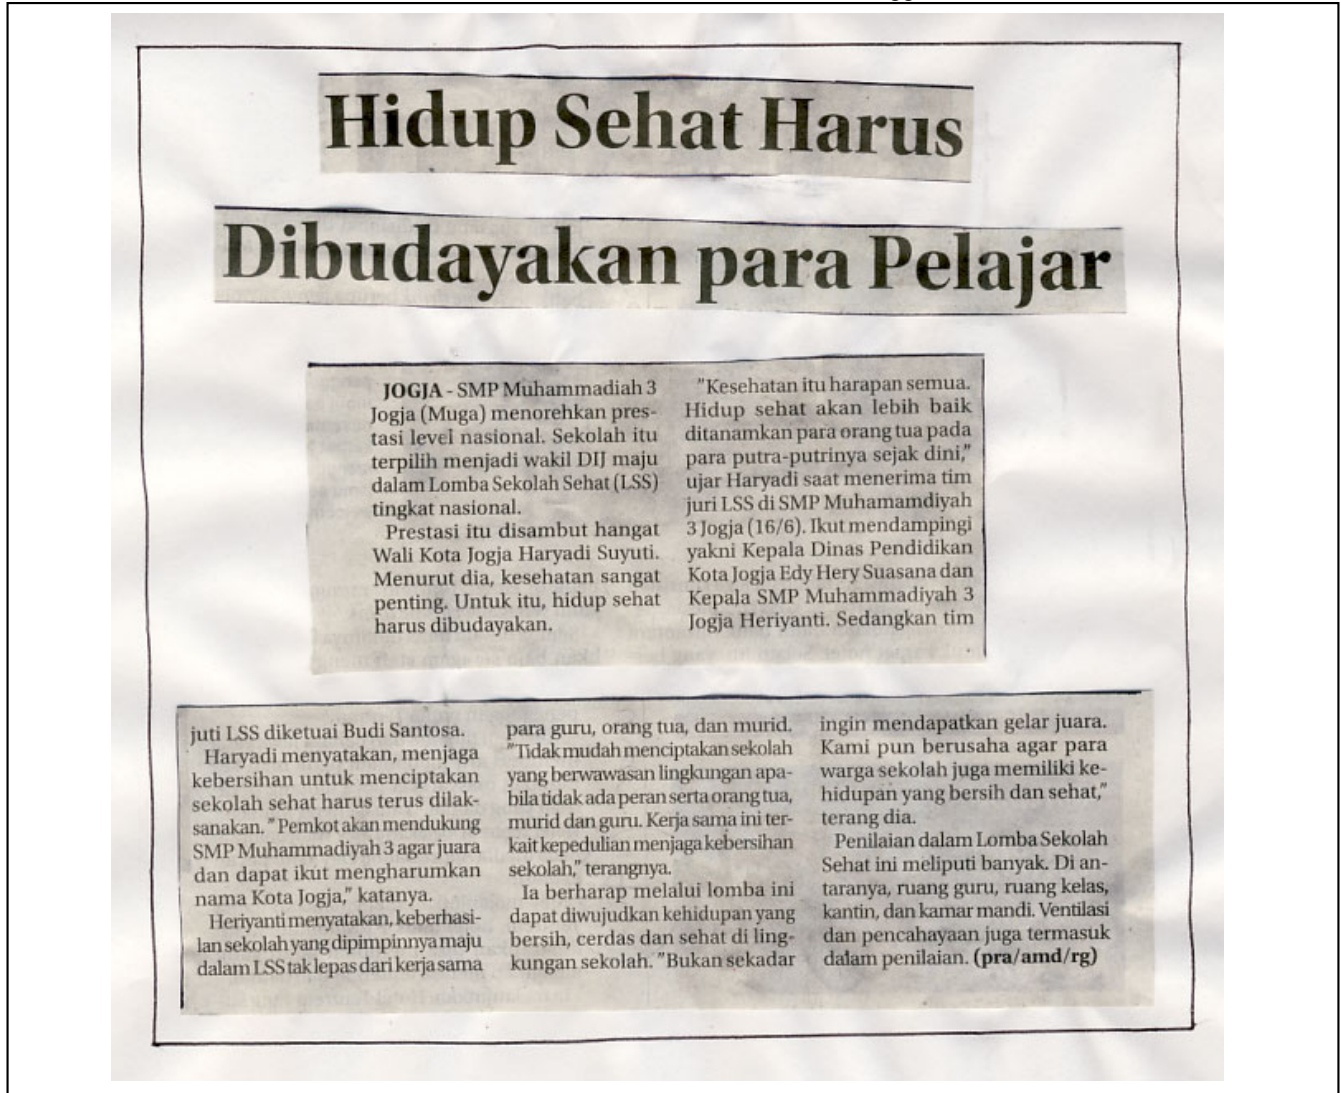 Hidup Sehat Harus
Dibudayakan para Pelajar
JOGJA - SMP Muhammadiah 3
Jogja (Muga) menorehkan pres-
tasi level nasional. Sekolah itu
terpilih menjadi wakil DIJ maju
dalam Lomba Sekolah Sehat (LSS)
tingkat nasional.
Prestasi itu disambut hangat
Wali Kota Jogja Haryadi Suyuti.
Menurut dia, kesehatan sangat
penting. Untuk itu, hidup sehat
harus dibudayakan.
"Kesehatan itu harapan semua.
Hidup sehat akan lebih baik
ditanamkan para orang tua pada
para putra-putrinya sejak dini,"
ujar Haryadi saat menerima tim
juri LSS di SMP Muhamamdiyah
3 Jogja (16/6). Ikut mendampingi
yakni Kepala Dinas Pendidikan
Kota Jogja Edy Hery Suasana dan
Kepala SMP Muhammadiyah 3
Jogja Heriyanti. Sedangkan tim
juti LSS diketuai Budi Santosa.
Haryadi menyatakan, menjaga
kebersihan untuk menciptakan
sekolah sehat harus terus dilak-
sanakan. " Pemkot akan mendukung
SMP Muhammadiyah 3 agar juara
dan dapat ikut mengharumkan
nama Kota Jogja," katanya.
Heriyanti menyatakan, keberhasi-
lan sekolah yang dipimpinnya maju
dalam LSS tak lepas dari kerja sama
para guru, orang tua, dan murid.
"Tidak mudah menciptakan sekolah
yang berwawasan lingkungan apa-
bila tidak ada peran serta orang tua,
murid dan guru. Kerja sama ini ter-
kait kepedulian menjaga kebersihan
sekolah," terangnya.
Ia berharap melalui lomba ini
dapat diwujudkan kehidupan yang
bersih, cerdas dan sehat di ling-
kungan sekolah. "Bukan sekadar
ingin mendapatkan gelar juara.
Kami pun berusaha agar para
warga sekolah juga memiliki ke-
hidupan yang bersih dan sehat,"
terang dia.
Penilaian dalam Lomba Sekolah
Sehat ini meliputi banyak. Di an-
taranya, ruang guru, ruang kelas,
kantin, dan kamar mandi. Ventilasi
dan pencahayaan juga termasuk
dalam penilaian. (pra/amd/rg)